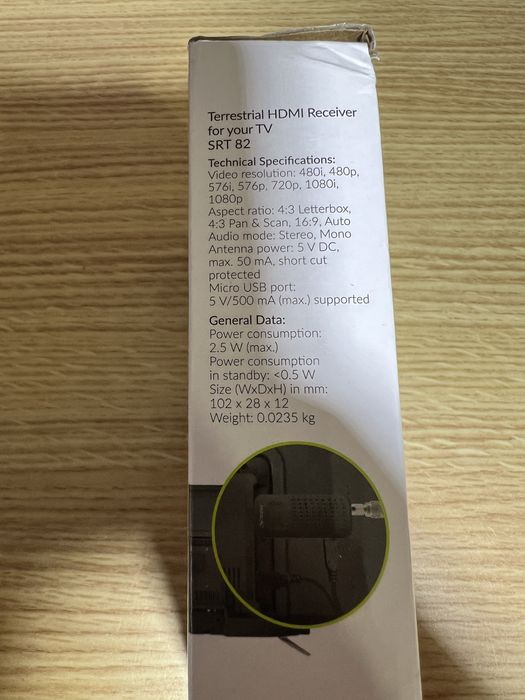 Terrestrial HDMI Receiver
for your TV
SRT 82
Technical Specifications:
Video resolution: 480i, 480p,
576i, 576p, 720p, 1080i,
1080p
Aspect ratio: 4:3 Letterbox,
4:3 Pan & Scan, 16:9, Auto
Audio mode: Stereo, Mono
Antenna power: 5 V DC,
max. 50 mA, short cut
protected
Micro USB port:
5 V/500 mA (max.) supported
General Data:
Power consumption:
2.5 W (max.)
Power consumption
in standby: <0.5 W
Size (WxDxH) in mm:
102 x 28 x 12
Weight: 0.0235 kg